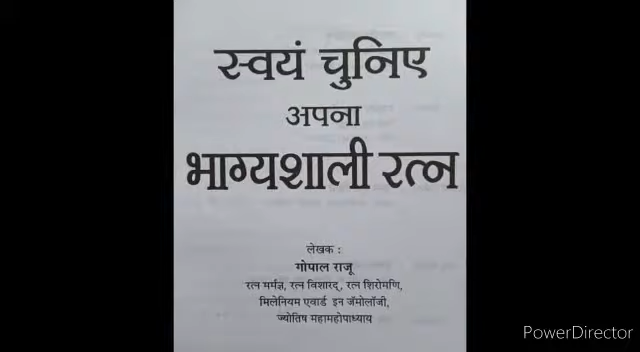 स्वयं चुनिए
अपना
भाग्यशाली रत्न
लेखक :
गोपाल राजू
रत्न मर्मज्ञ, रत्न विशारद्, रत्न शिरोमणि,
मिलेनियम एवार्ड इन जॅमोलॉजी,
ज्योतिष महामहोपाध्याय
PowerDirector